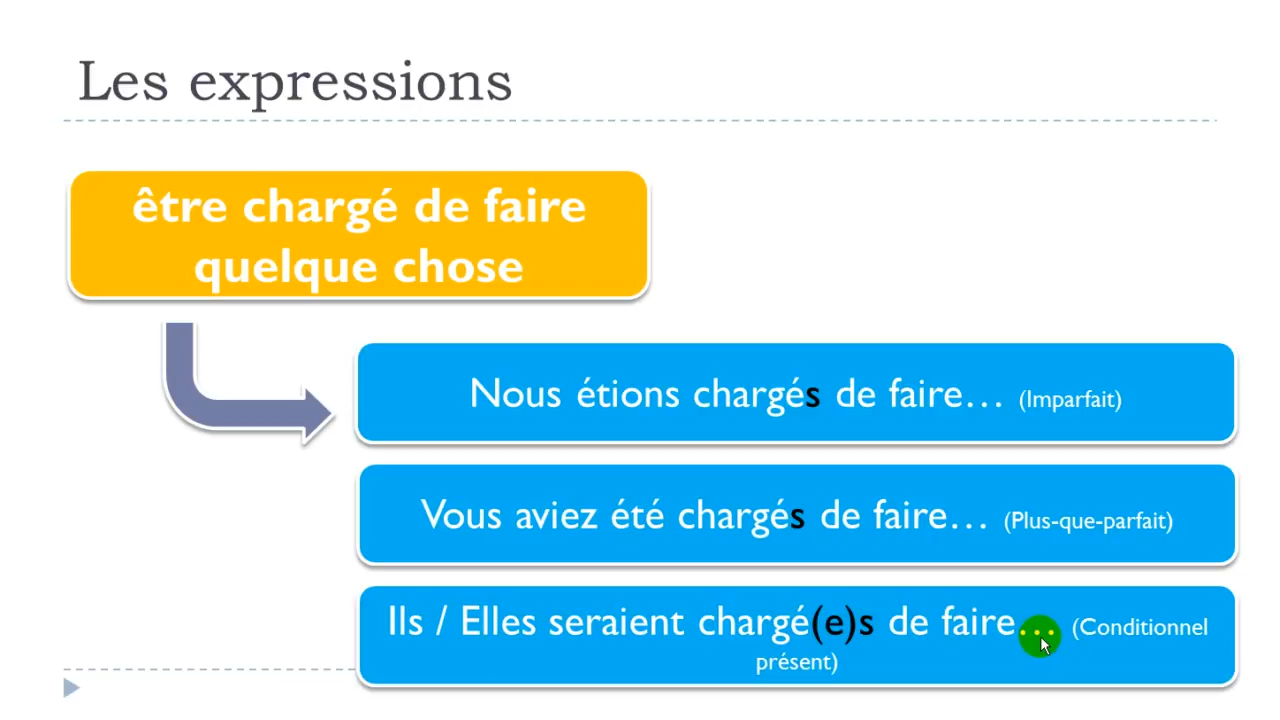 Les expressions
être chargé de faire
quelque chose
Nous étions chargés de faire… (Imparfait)
Vous aviez été chargés de faire… (Plus-que-parfait)
Ils / Elles seraient chargé(e)s de faire… (Conditionnel
présent)